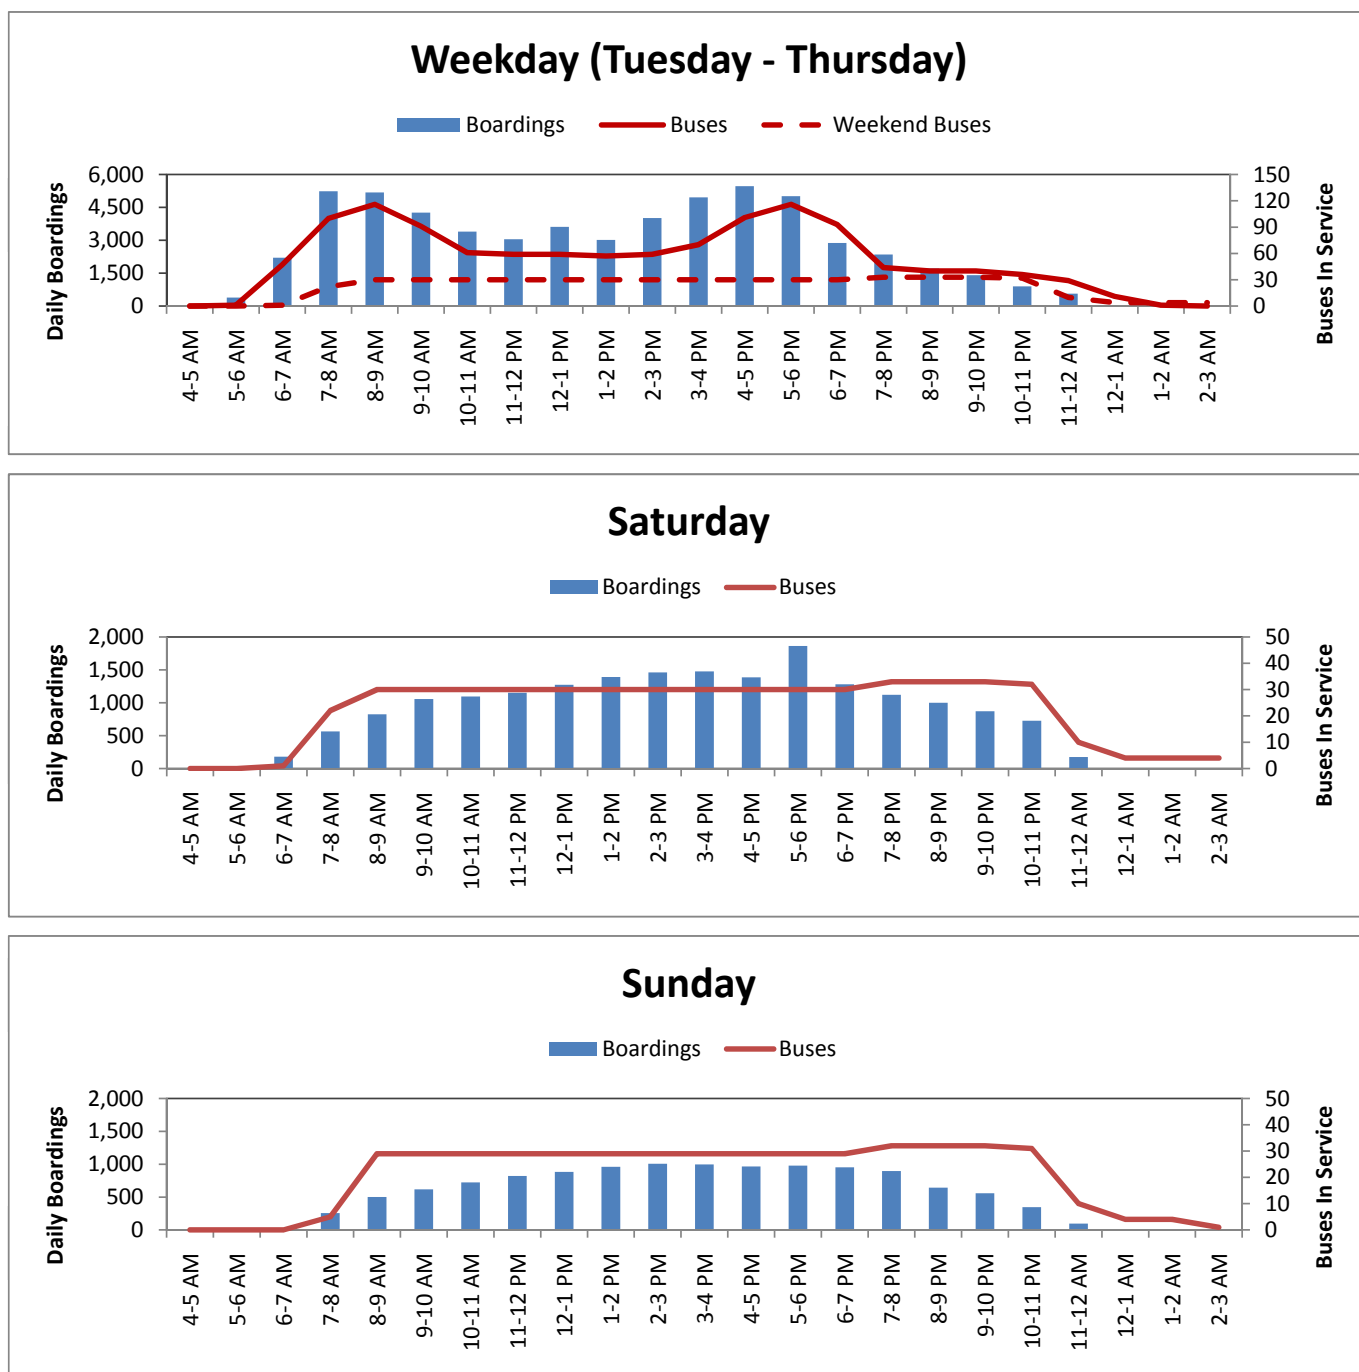 Weekday (Tuesday - Thursday)
Boardings Buses Weekend Buses
Daily Boardings
6,000
4,500
3,000
1,500
0
150
120
90
60
30
0
Buses In Service
4-5 AM
5-6 AM
6-7 AM
7-8 AM
8-9 AM
9-10 AM
10-11 AM
11-12 PM
12-1 PM
1-2 PM
2-3 PM
3-4 PM
4-5 PM
5-6 PM
6-7 PM
7-8 PM
8-9 PM
9-10 PM
10-11 PM
11-12 AM
12-1 AM
1-2 AM
2-3 AM
Saturday
Boardings Buses
Daily Boardings
2,000
1,500
1,000
500
0
50
40
30
20
10
0
Buses In Service
4-5 AM
5-6 AM
6-7 AM
7-8 AM
8-9 AM
9-10 AM
10-11 AM
11-12 PM
12-1 PM
1-2 PM
2-3 PM
3-4 PM
4-5 PM
5-6 PM
6-7 PM
7-8 PM
8-9 PM
9-10 PM
10-11 PM
11-12 AM
12-1 AM
1-2 AM
2-3 AM
Sunday
Boardings Buses
Daily Boardings
2,000
1,500
1,000
500
0
50
40
30
20
10
0
Buses In Service
4-5 AM
5-6 AM
6-7 AM
7-8 AM
8-9 AM
9-10 AM
10-11 AM
11-12 PM
12-1 PM
1-2 PM
2-3 PM
3-4 PM
4-5 PM
5-6 PM
6-7 PM
7-8 PM
8-9 PM
9-10 PM
10-11 PM
11-12 AM
12-1 AM
1-2 AM
2-3 AM